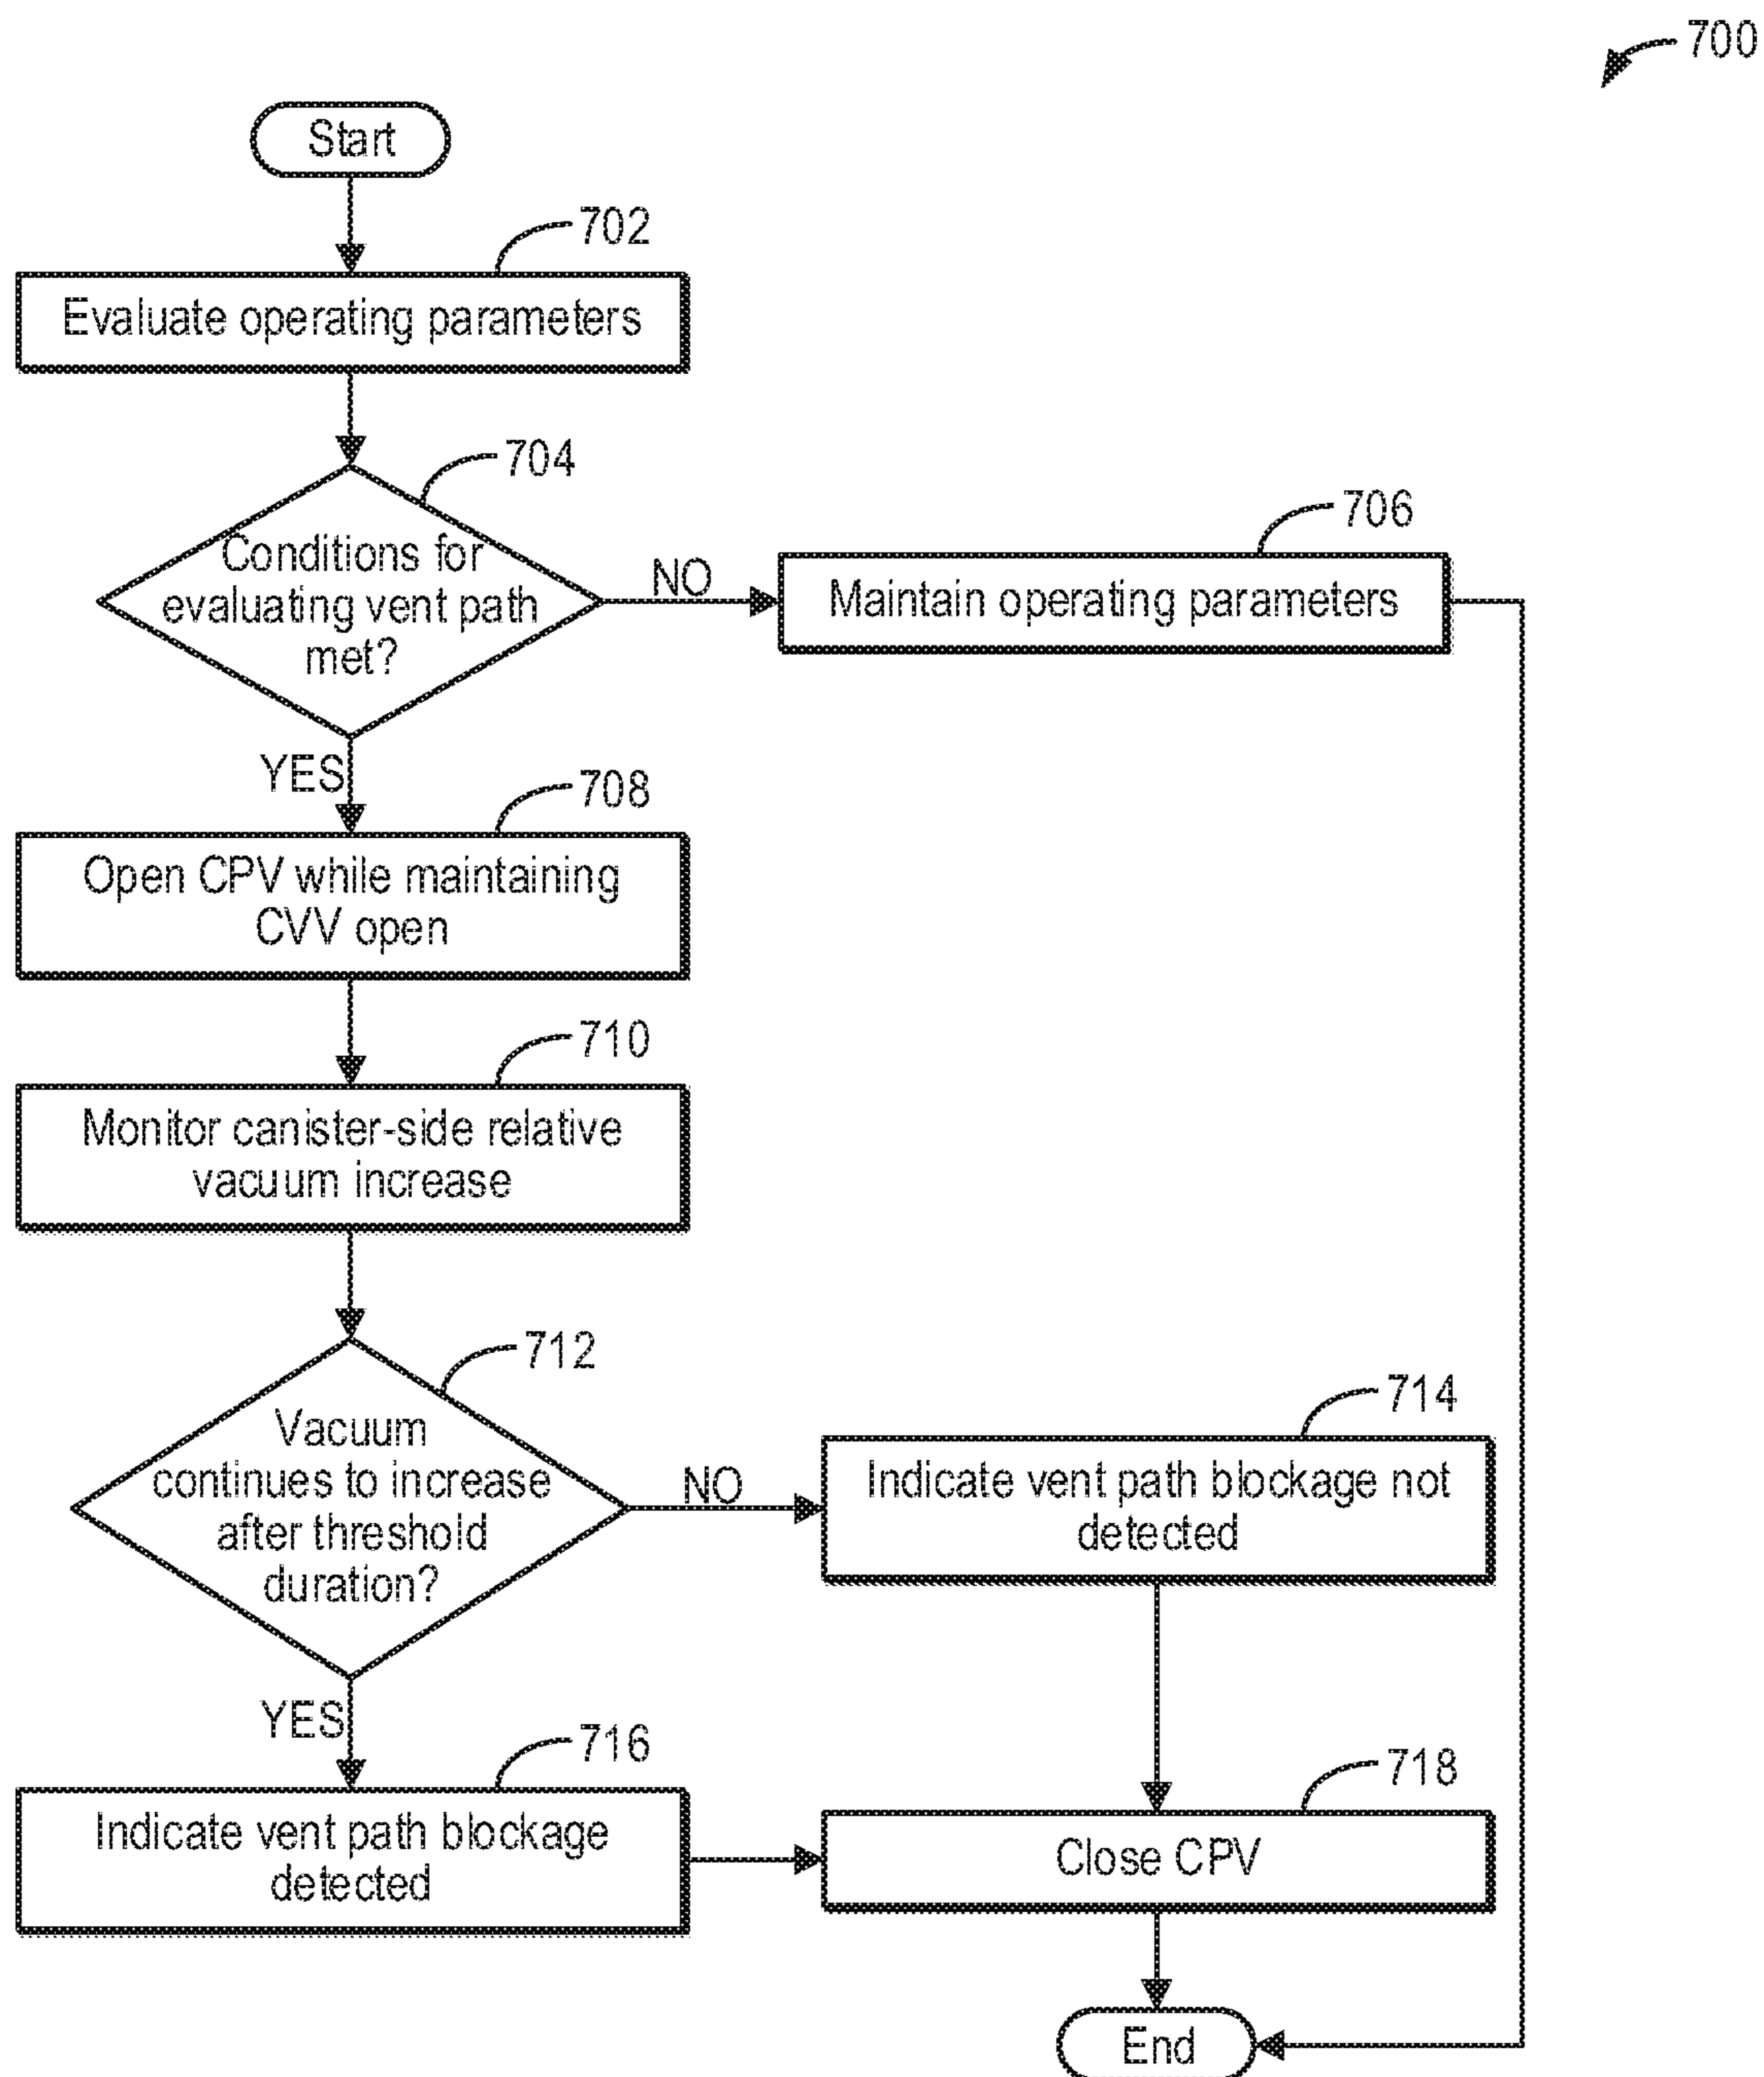 700
Start
702
Evaluate operating parameters
704
Conditions for
evaluating vent path
met?
NO
706
Maintain operating parameters
YES
708
Open CPV while maintaining
CVV open
710
Monitor canister-side relative
vacuum increase
712
Vacuum
continues to increase
after threshold
duration?
NO
714
Indicate vent path blockage not
detected
YES
716
Indicate vent path blockage
detected
718
Close CPV
End